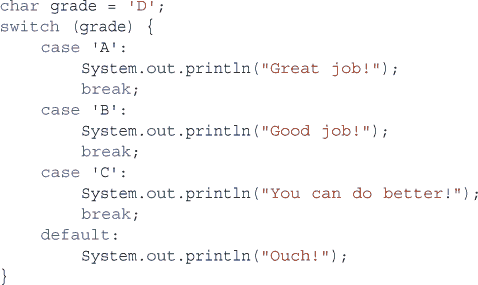 char grade = 'D';
switch (grade) {
    case 'A':
        System.out.println("Great job!");
        break;
    case 'B':
        System.out.println("Good job!");
        break;
    case 'C':
        System.out.println("You can do better!");
        break;
    default:
        System.out.println("Ouch!");
}